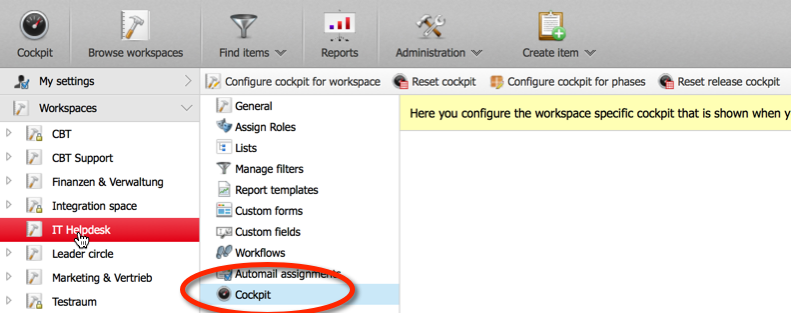 Cockpit Browse workspaces Find items Reports Administration Create item
My settings
Workspaces
CBT
CBT Support
Finanzen & Verwaltung
Integration space
IT Helpdesk
Leader circle
Marketing & Vertrieb
Testraum
Configure cockpit for workspace Reset cockpit Configure cockpit for phases Reset release cockpit
General
Assign Roles
Lists
Manage filters
Report templates
Custom forms
Custom fields
Workflows
Automail assignments
Cockpit
Here you configure the workspace specific cockpit that is shown when y